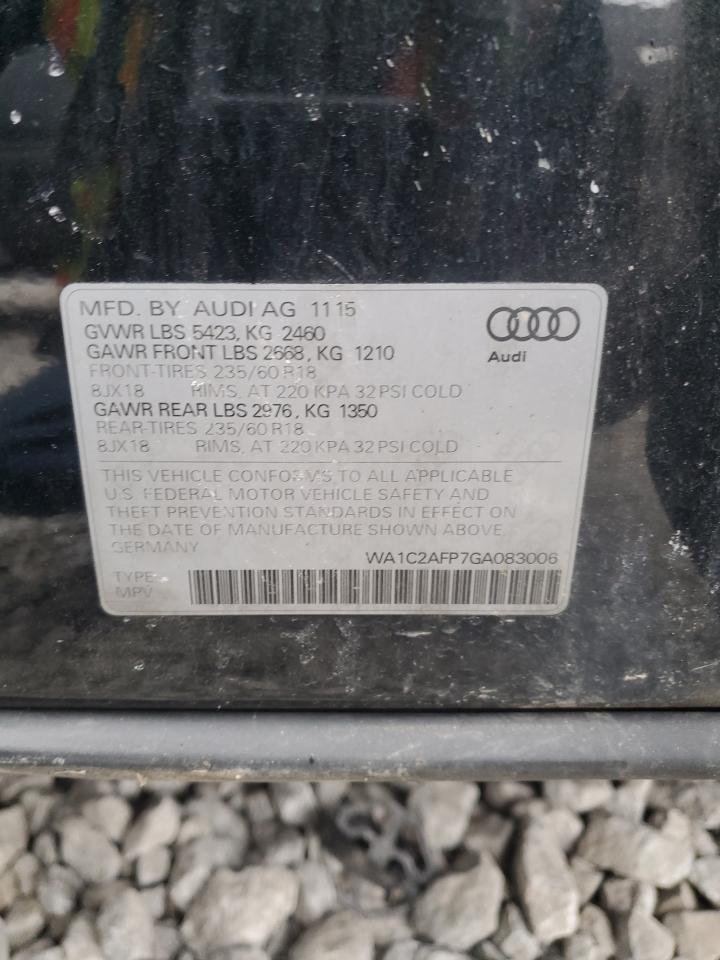 MFD. BY AUDI AG 11 15
GVWR LBS 5423, KG 2460
GAWR FRONT LBS 2668, KG 1210
FRONT-TIRES 235/60 R18
8JX18 RIMS, AT 220 KPA 32 PSI COLD
GAWR REAR LBS 2976, KG 1350
REAR-TIRES 235/60 R18
8JX18 RIMS, AT 220 KPA 32 PSI COLD
Audi
THIS VEHICLE CONFORMS TO ALL APPLICABLE
U.S. FEDERAL MOTOR VEHICLE SAFETY AND
THEFT PREVENTION STANDARDS IN EFFECT ON
THE DATE OF MANUFACTURE SHOWN ABOVE.
GERMANY WA1C2AFP7GA083006
TYPE:
MPV